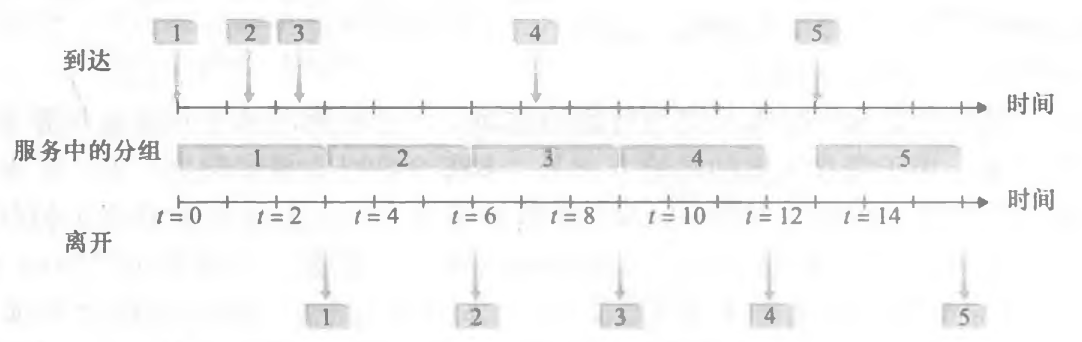 1 2 3 4 5
到达
时间
服务中的分组 1 2 3 4 5
t = 0 t = 2 t = 4 t = 6 t = 8 t = 10 t = 12 t = 14 时间
离开
1 2 3 4 5